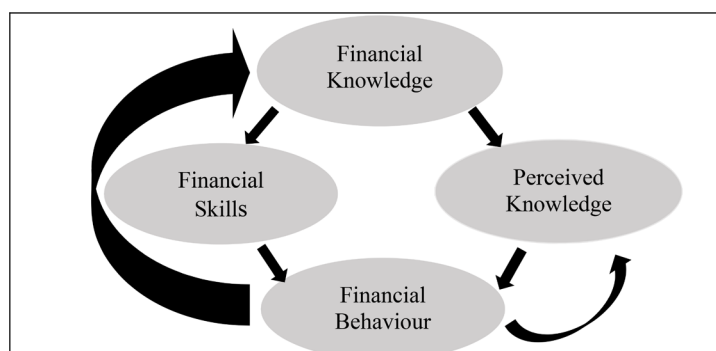 Financial
Knowledge
Financial
Skills
Perceived
Knowledge
Financial
Behaviour